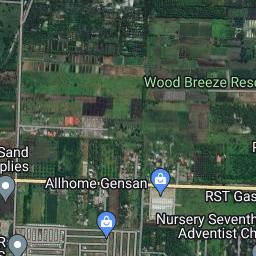 Wood Breeze Reso
Sand
plies
Allhome Gensan
RST Gas
Nursery Seventh
Adventist Ch
R